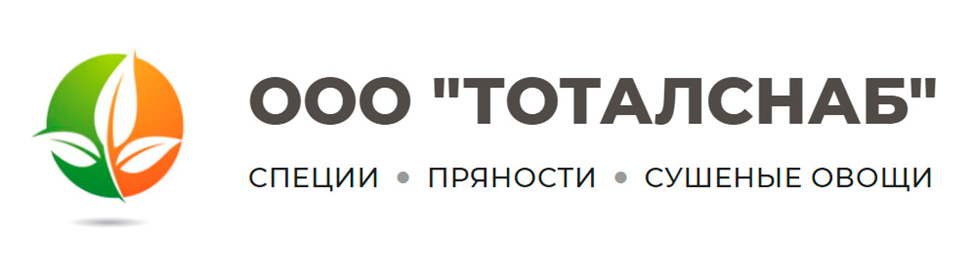 ООО "ТОТАЛСНАБ"
СПЕЦИИ • ПРЯНОСТИ • СУШЕНЫЕ ОВОЩИ